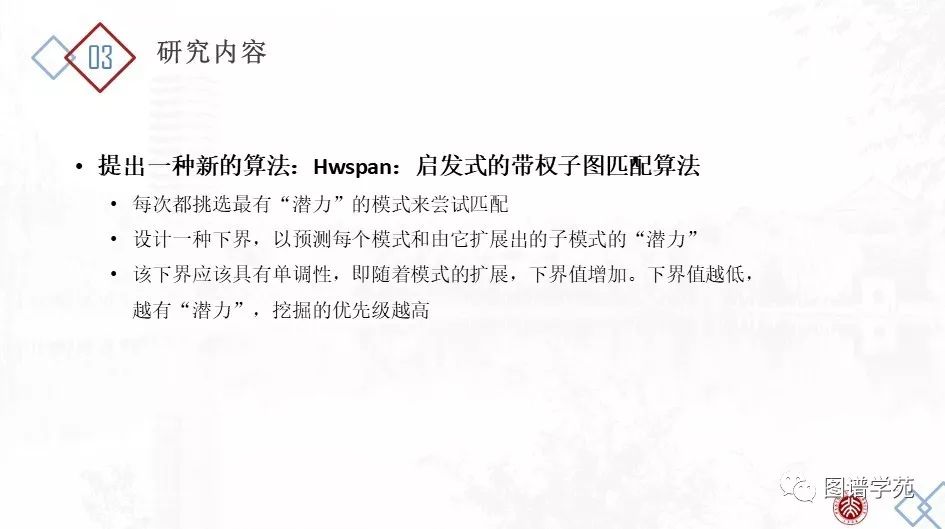 03
研究内容
• 提出一种新的算法：Hwspan：启发式的带权子图匹配算法
• 每次都挑选最有“潜力”的模式来尝试匹配
• 设计一种下界，以预测每个模式和由它扩展出的子模式的“潜力”
• 该下界应该具有单调性，即随着模式的扩展，下界值增加。下界值越低，
越有“潜力”，挖掘的优先级越高
图谱学苑